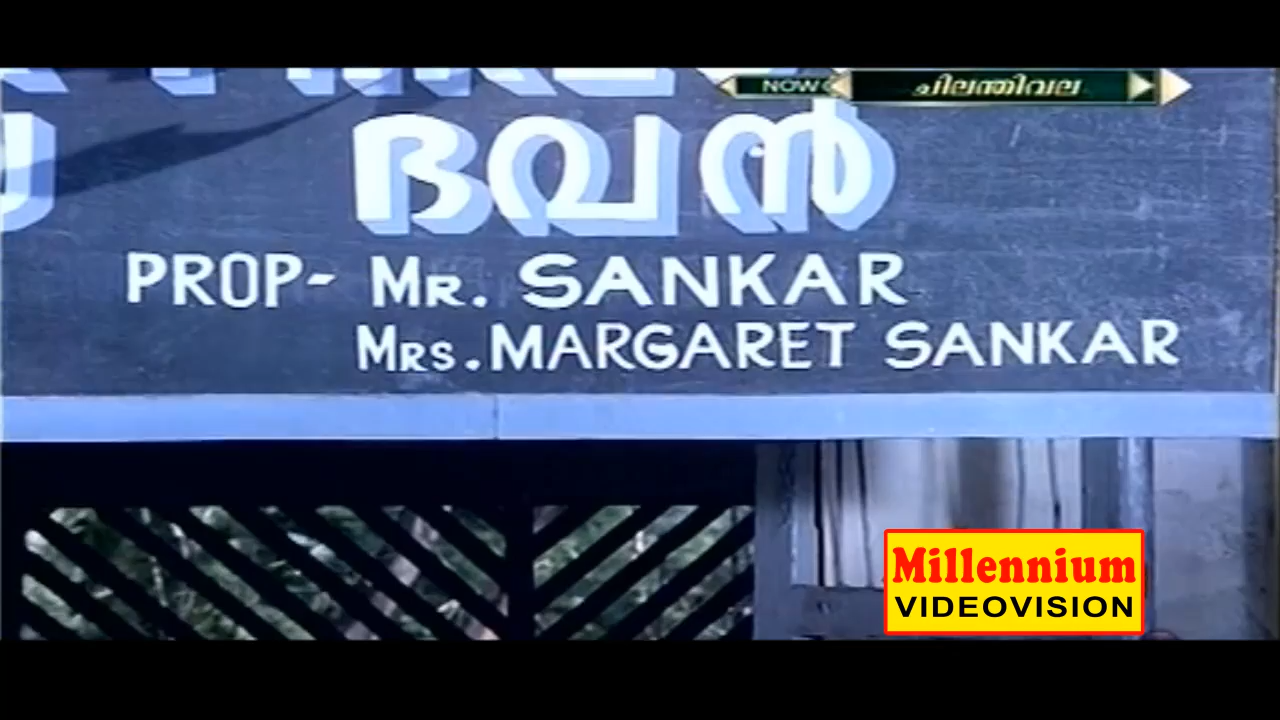 NOW
ചിലന്തിവല
ഭവൻ
PROP- MR. SANKAR
MRS. MARGARET SANKAR
Millennium
VIDEOVISION